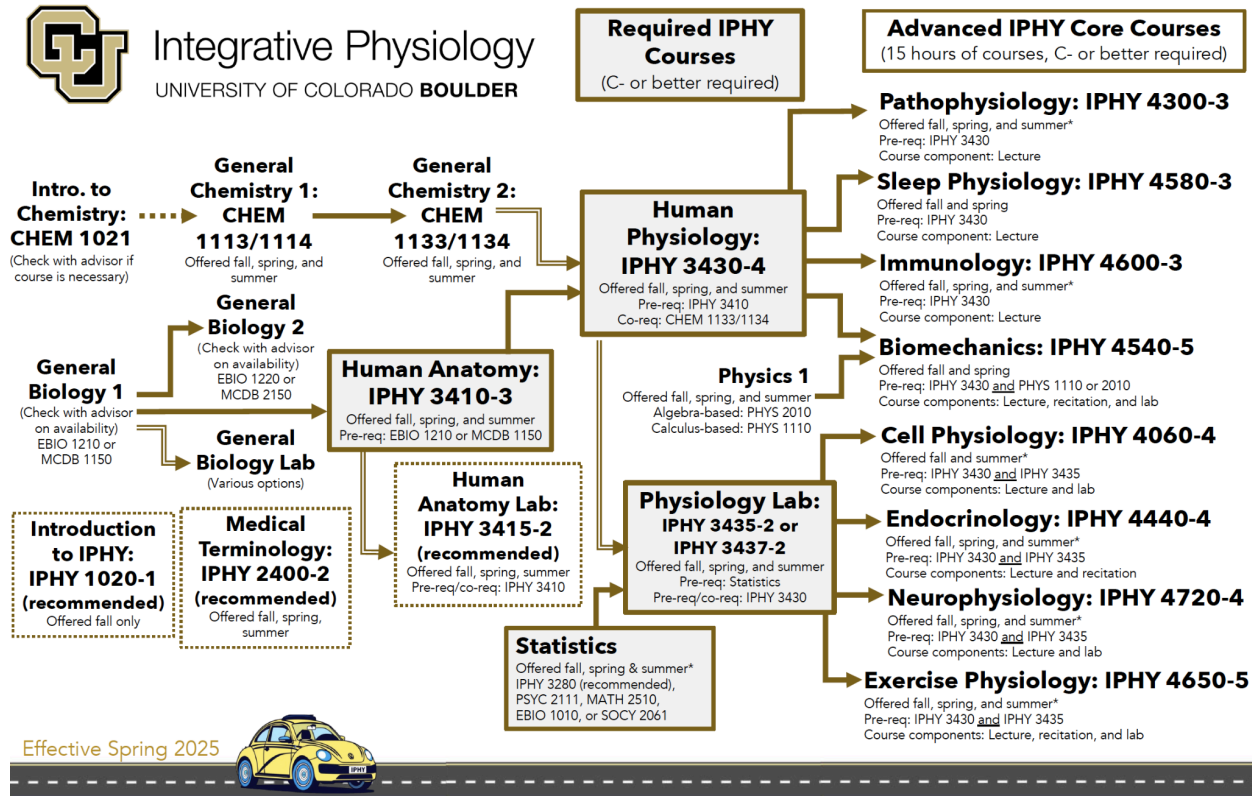 CU
Integrative Physiology
UNIVERSITY OF COLORADO BOULDER
Required IPHY
Courses
(C- or better required)
Advanced IPHY Core Courses
(15 hours of courses, C- or better required)
Intro. to
Chemistry:
CHEM 1021
(Check with advisor if
course is necessary)
General
Chemistry 1:
CHEM
1113/1114
Offered fall, spring, and
summer
General
Chemistry 2:
CHEM
1133/1134
Offered fall, spring, and
summer
General
Biology 1
(Check with advisor
on availability)
EBIO 1210 or
MCDB 1150
General
Biology 2
(Check with advisor
on availability)
EBIO 1220 or
MCDB 2150
General
Biology Lab
(Various options)
Introduction
to IPHY:
IPHY 1020-1
(recommended)
Offered fall only
Medical
Terminology:
IPHY 2400-2
(recommended)
Offered fall, spring,
summer
Human Anatomy:
IPHY 3410-3
Offered fall, spring, and summer
Pre-req: EBIO 1210 or MCDB 1150
Human
Anatomy Lab:
IPHY 3415-2
(recommended)
Offered fall, spring, summer
Pre-req/co-req: IPHY 3410
Human
Physiology:
IPHY 3430-4
Offered fall, spring, and summer
Pre-req: IPHY 3410
Co-req: CHEM 1133/1134
Physics 1
Offered fall, spring, and summer
Algebra-based: PHYS 2010
Calculus-based: PHYS 1110
Physiology Lab:
IPHY 3435-2 or
IPHY 3437-2
Offered fall, spring, and summer
Pre-req: Statistics
Pre-req/co-req: IPHY 3430
Statistics
Offered fall, spring & summer*
IPHY 3280 (recommended),
PSYC 2111, MATH 2510,
EBIO 1010, or SOCY 2061
Pathophysiology: IPHY 4300-3
Offered fall, spring, and summer*
Pre-req: IPHY 3430
Course component: Lecture
Sleep Physiology: IPHY 4580-3
Offered fall and spring
Pre-req: IPHY 3430
Course component: Lecture
Immunology: IPHY 4600-3
Offered fall, spring, and summer*
Pre-req: IPHY 3430
Course component: Lecture
Biomechanics: IPHY 4540-5
Offered fall and spring
Pre-req: IPHY 3430 and PHYS 1110 or 2010
Course components: Lecture, recitation, and lab
Cell Physiology: IPHY 4060-4
Offered fall and summer*
Pre-req: IPHY 3430 and IPHY 3435
Course components: Lecture and lab
Endocrinology: IPHY 4440-4
Offered fall, spring, and summer*
Pre-req: IPHY 3430 and IPHY 3435
Course components: Lecture and recitation
Neurophysiology: IPHY 4720-4
Offered fall, spring, and summer*
Pre-req: IPHY 3430 and IPHY 3435
Course components: Lecture and lab
Exercise Physiology: IPHY 4650-5
Offered fall, spring, and summer*
Pre-req: IPHY 3430 and IPHY 3435
Course components: Lecture, recitation, and lab
Effective Spring 2025
IPHY